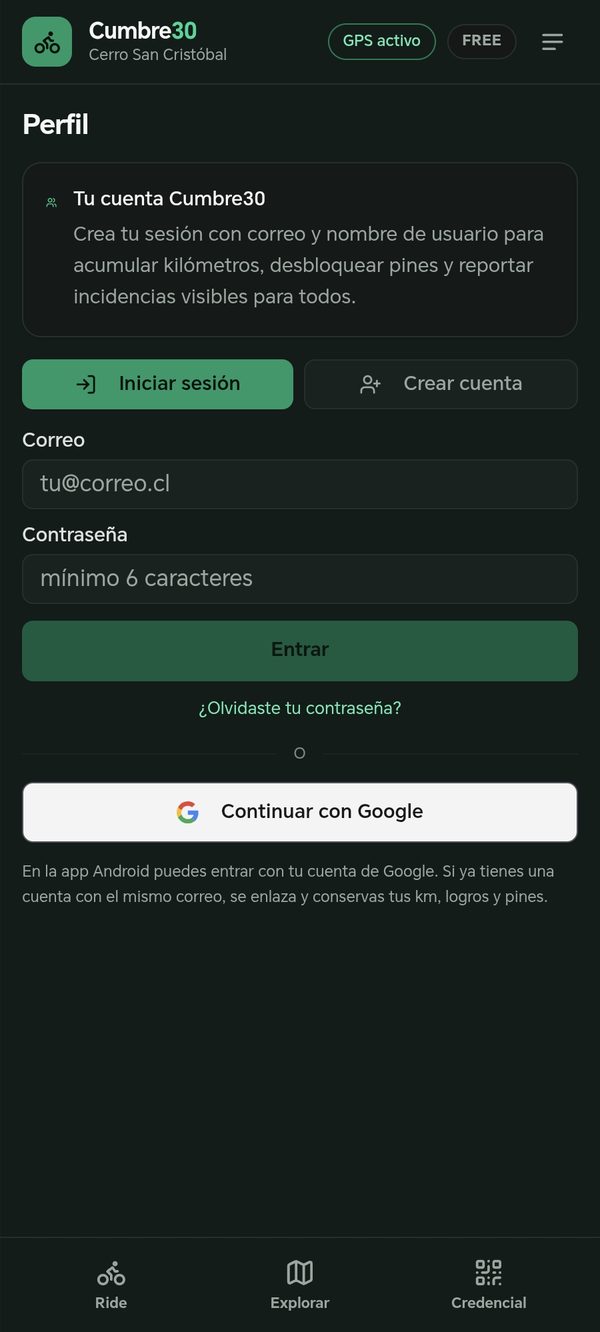 Cumbre30
Cerro San Cristóbal
GPS activo
FREE
Perfil
Tu cuenta Cumbre30
Crea tu sesión con correo y nombre de usuario para
acumular kilómetros, desbloquear pines y reportar
incidencias visibles para todos.
Iniciar sesión
Crear cuenta
Correo
tu@correo.cl
Contraseña
mínimo 6 caracteres
Entrar
¿Olvidaste tu contraseña?
O
Continuar con Google
En la app Android puedes entrar con tu cuenta de Google. Si ya tienes una
cuenta con el mismo correo, se enlaza y conservas tus km, logros y pines.
Ride
Explorar
Credencial